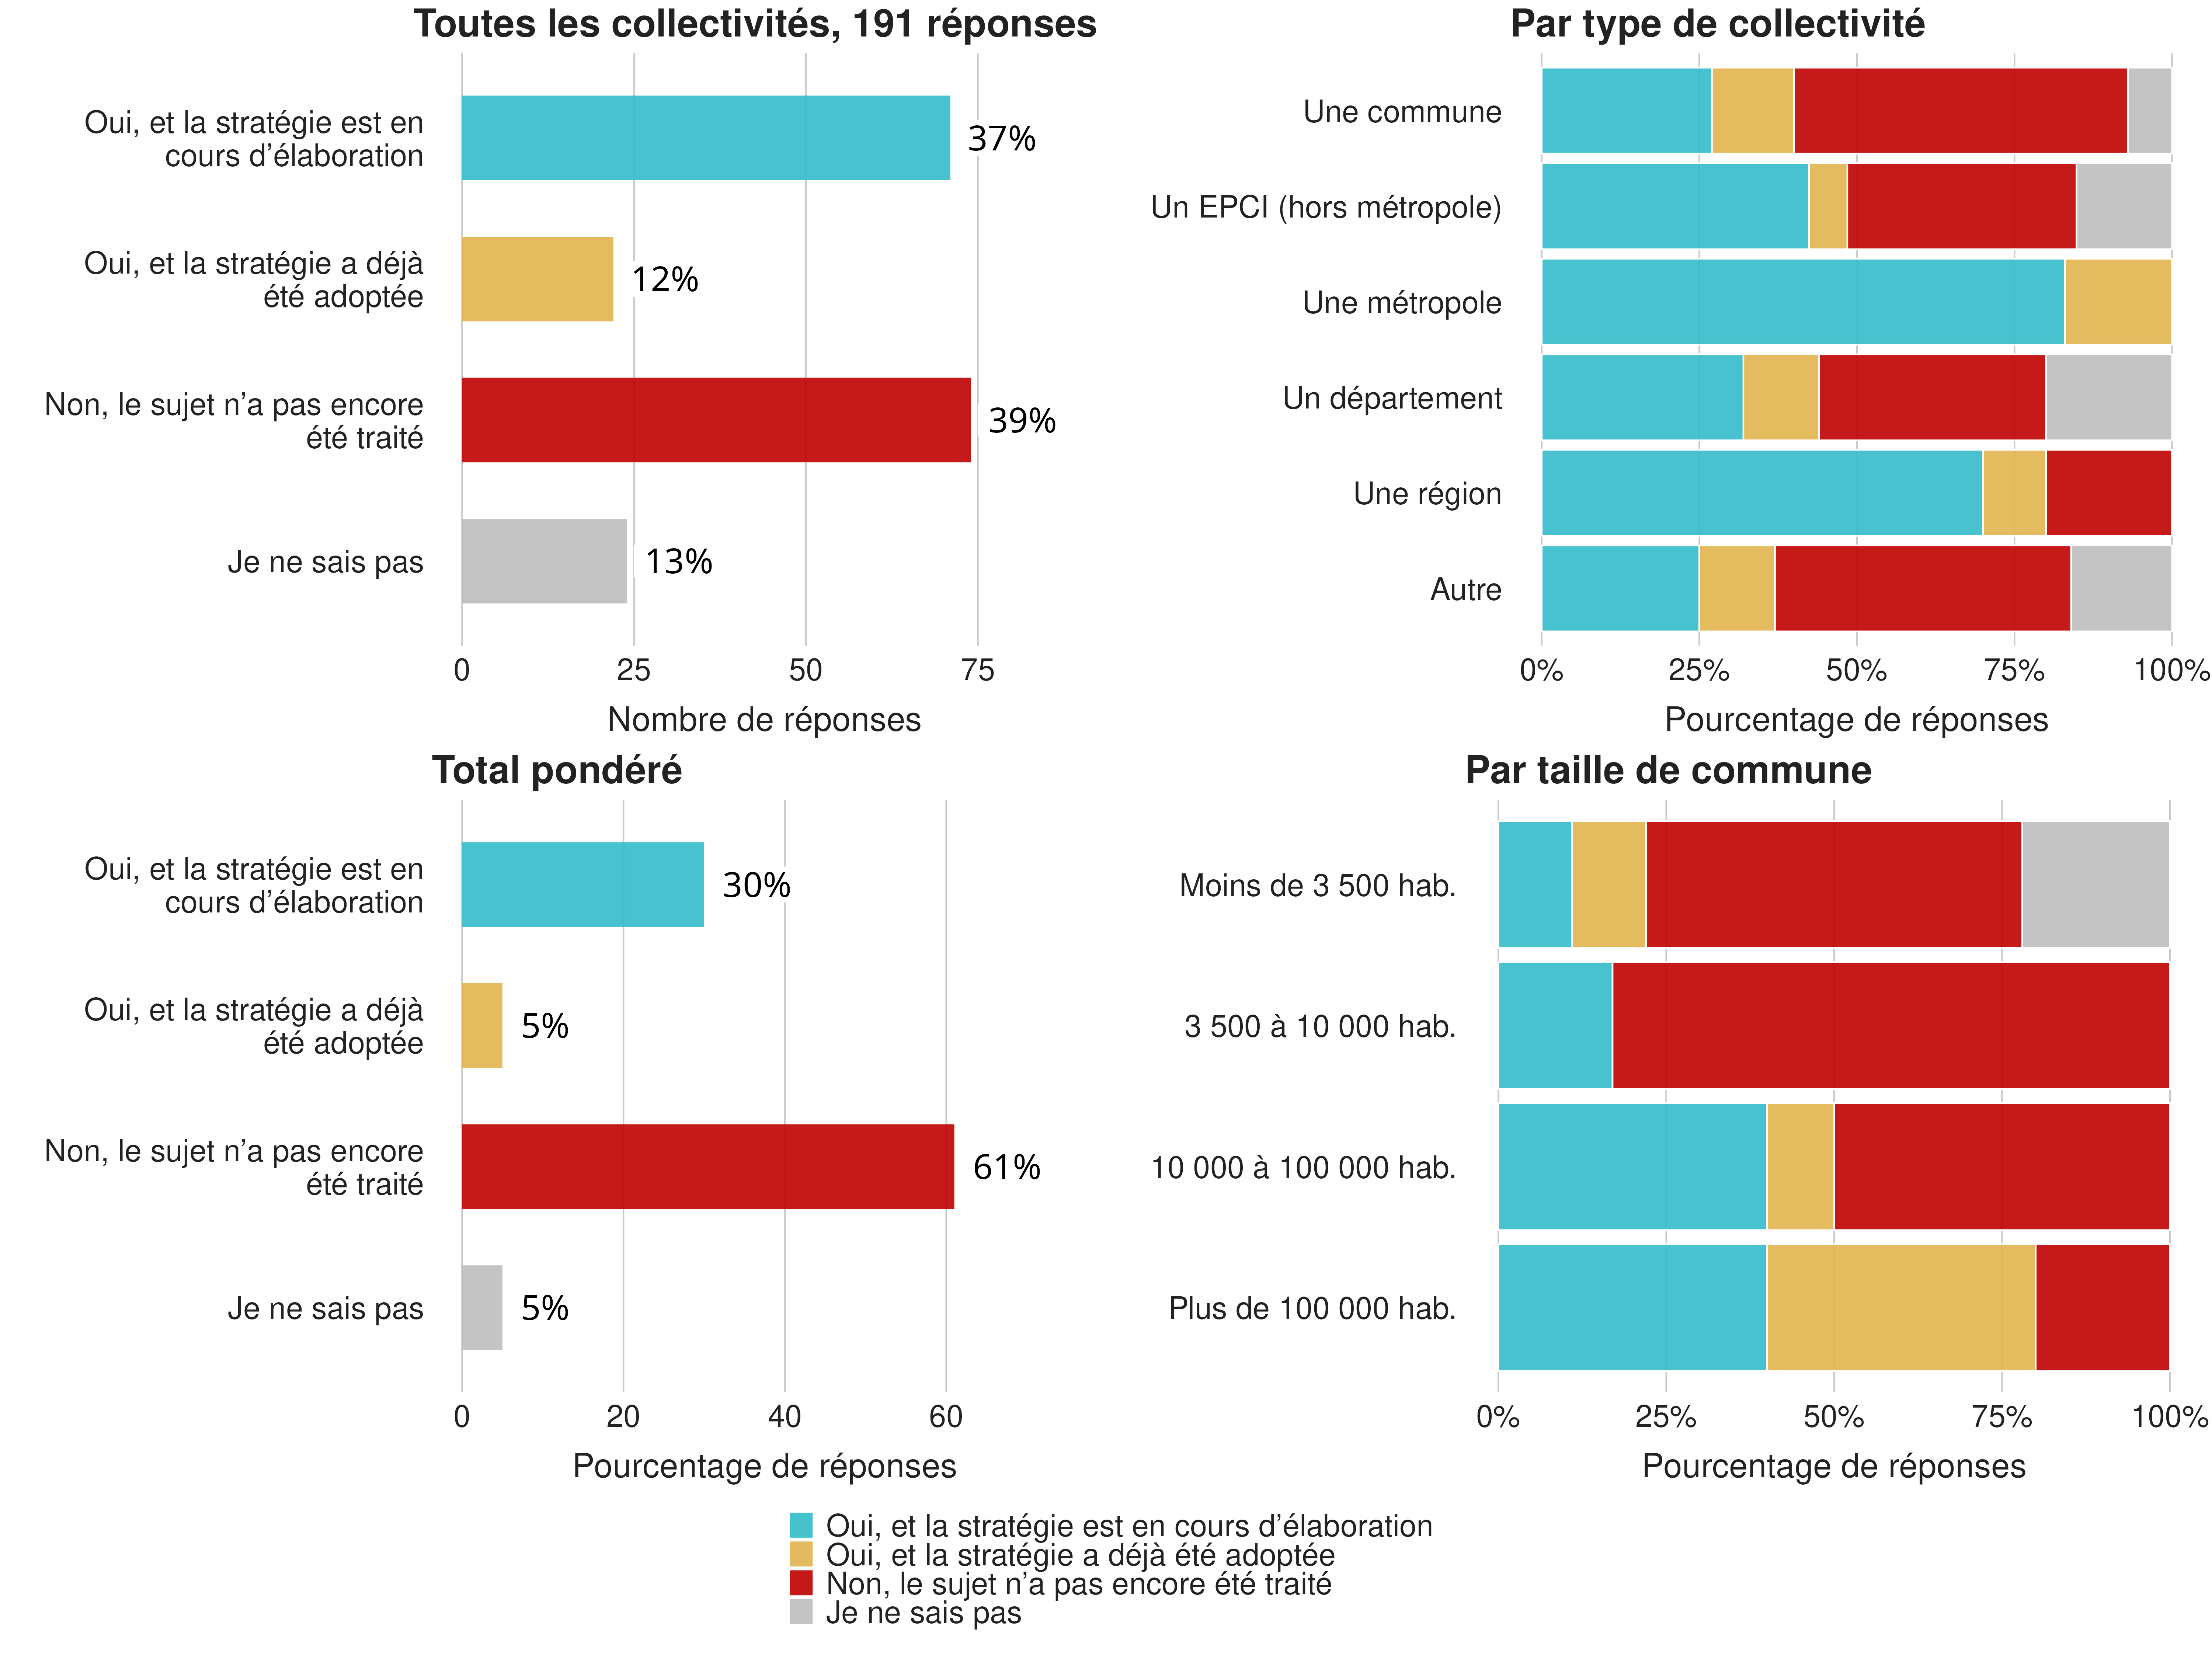 Toutes les collectivités, 191 réponses
Oui, et la stratégie est en
cours d’élaboration
37%
Oui, et la stratégie a déjà
été adoptée
12%
Non, le sujet n’a pas encore
été traité
39%
Je ne sais pas
13%
0 25 50 75
Nombre de réponses
Par type de collectivité
Une commune
Un EPCI (hors métropole)
Une métropole
Un département
Une région
Autre
0% 25% 50% 75% 100%
Pourcentage de réponses
Total pondéré
Oui, et la stratégie est en
cours d’élaboration
30%
Oui, et la stratégie a déjà
été adoptée
5%
Non, le sujet n’a pas encore
été traité
61%
Je ne sais pas
5%
0 20 40 60
Pourcentage de réponses
Par taille de commune
Moins de 3 500 hab.
3 500 à 10 000 hab.
10 000 à 100 000 hab.
Plus de 100 000 hab.
0% 25% 50% 75% 100%
Pourcentage de réponses
Oui, et la stratégie est en cours d’élaboration
Oui, et la stratégie a déjà été adoptée
Non, le sujet n’a pas encore été traité
Je ne sais pas